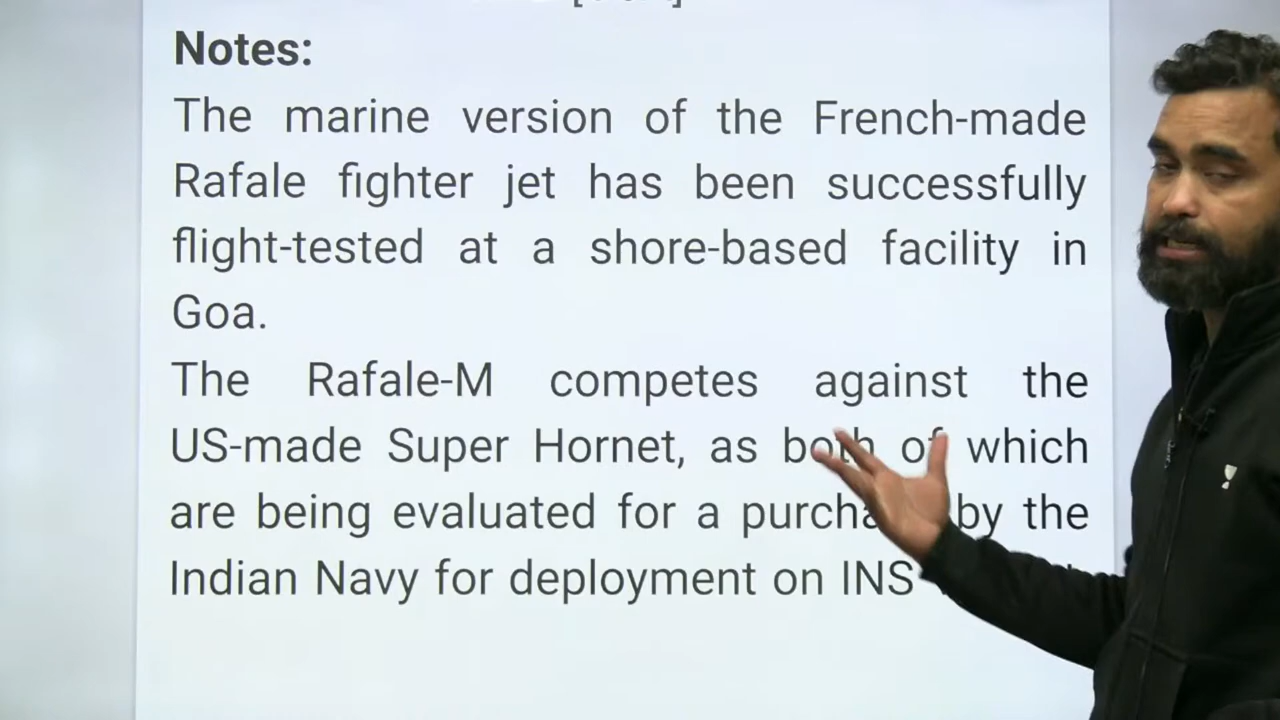 Notes:
The marine version of the French-made
Rafale fighter jet has been successfully
flight-tested at a shore-based facility in
Goa.
The Rafale-M competes against the
US-made Super Hornet, as both of which
are being evaluated for a by the
Indian Navy for deployment on INS